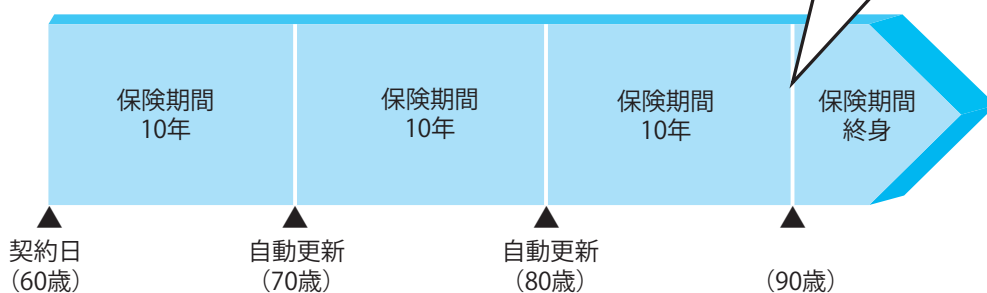 保険期間
10年
保険期間
10年
保険期間
10年
保険期間
終身
契約日
（60歳）
自動更新
（70歳）
自動更新
（80歳）
（90歳）